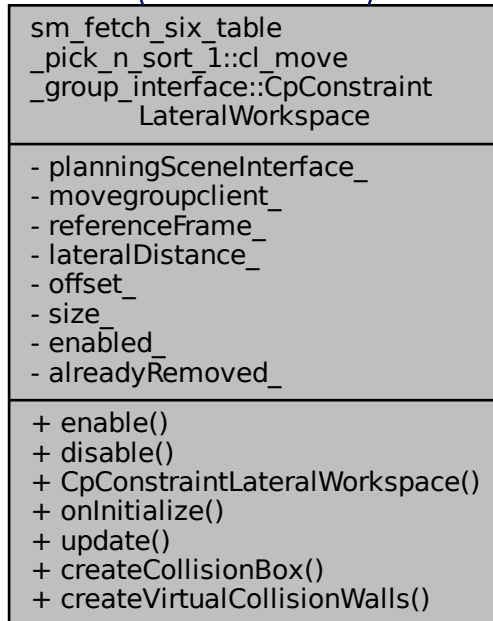 sm_fetch_six_table
_pick_n_sort_1::cl_move
_group_interface::CpConstraint
LateralWorkspace
- planningSceneInterface_
- movegroupclient_
- referenceFrame_
- lateralDistance_
- offset_
- size_
- enabled_
- alreadyRemoved_
+ enable()
+ disable()
+ CpConstraintLateralWorkspace()
+ onInitialize()
+ update()
+ createCollisionBox()
+ createVirtualCollisionWalls()